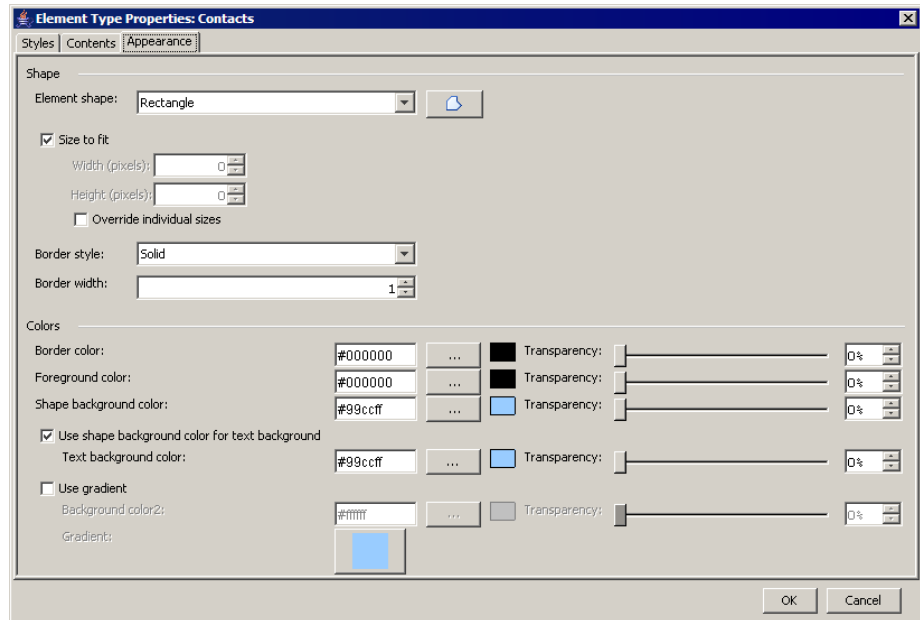 Element Type Properties: Contacts
Styles Contents Appearance
Shape
Element shape: Rectangle
Size to fit
Width (pixels): 0
Height (pixels): 0
Override individual sizes
Border style: Solid
Border width: 1
Colors
Border color: #000000 ... Transparency: 0%
Foreground color: #000000 ... Transparency: 0%
Shape background color: #99ccff ... Transparency: 0%
Use shape background color for text background
Text background color: #99ccff ... Transparency: 0%
Use gradient
Background color2: #ffffff ... Transparency: 0%
Gradient:
OK Cancel